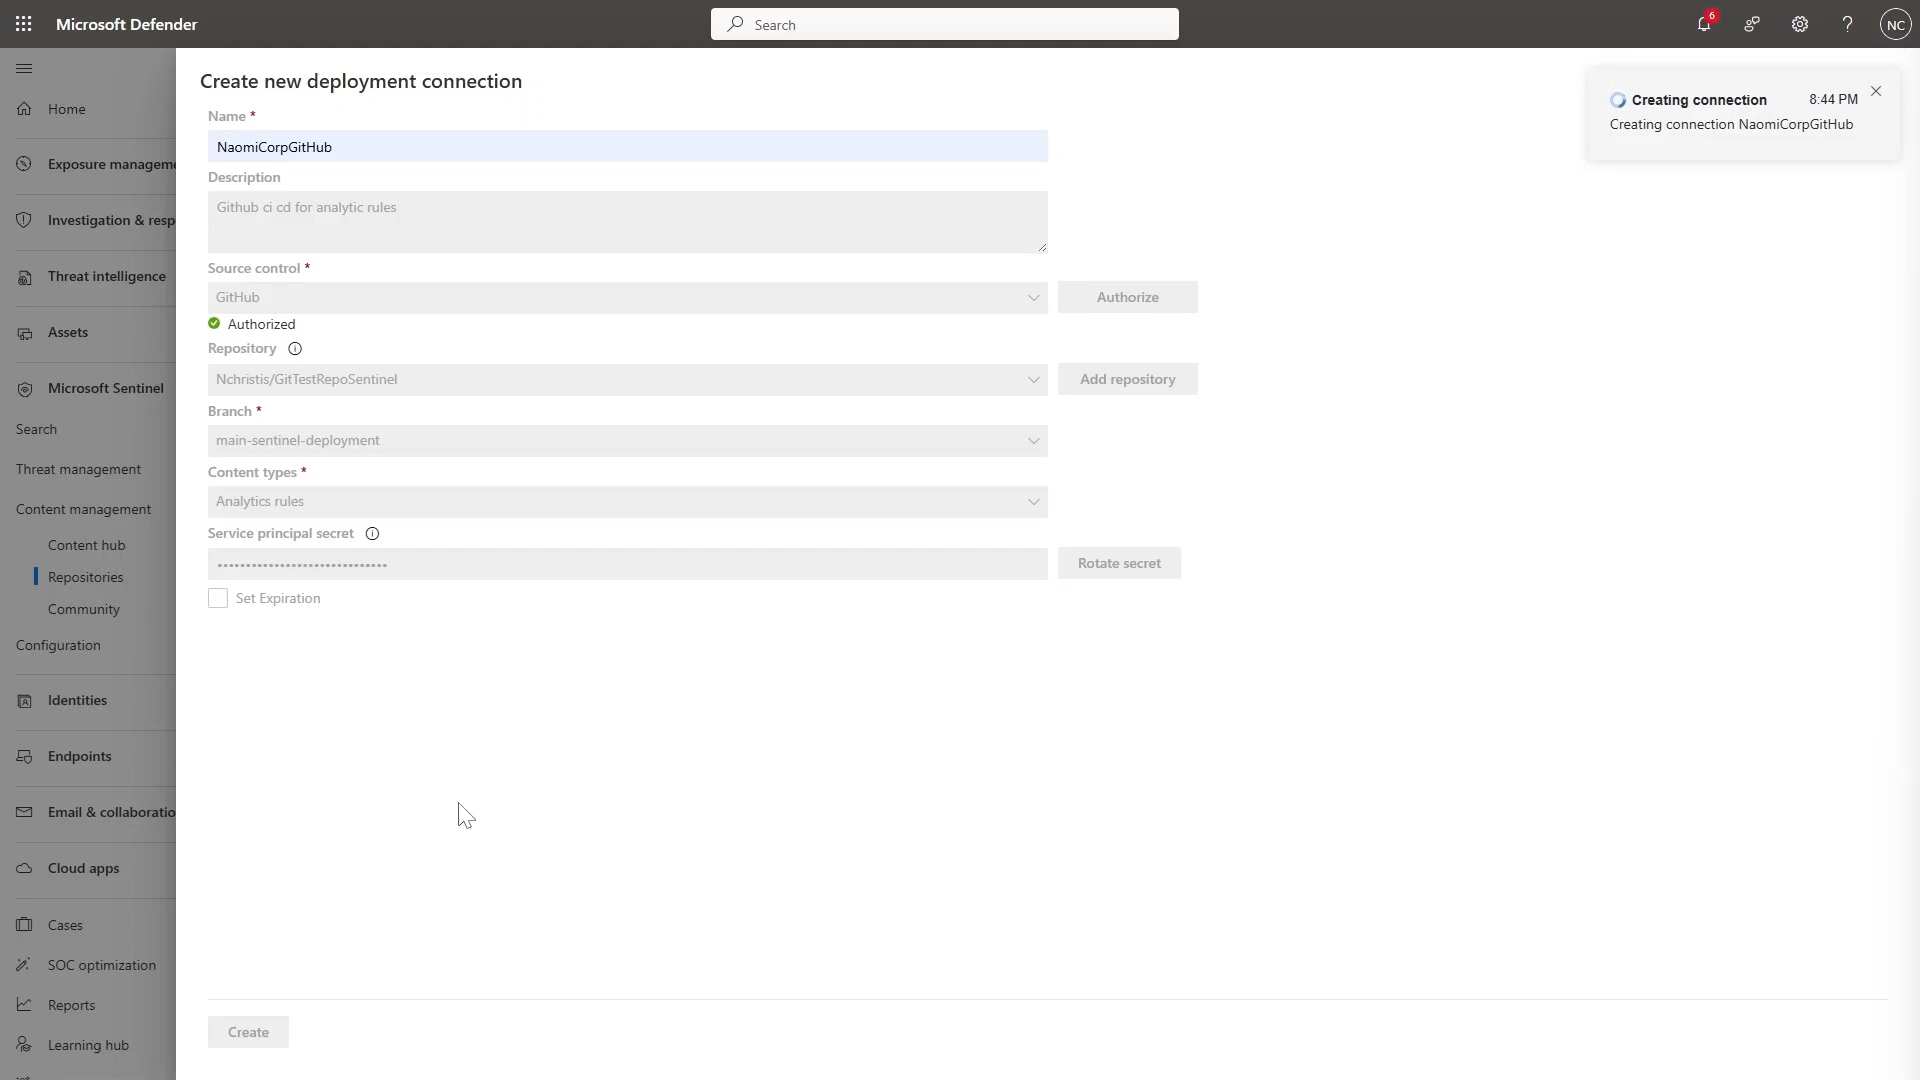 Microsoft Defender
Search
6
NC
Home
Exposure manageme
Investigation & resp
Threat intelligence
Assets
Microsoft Sentinel
Search
Threat management
Content management
Content hub
Repositories
Community
Configuration
Identities
Endpoints
Email & collaboratio
Cloud apps
Cases
SOC optimization
Reports
Learning hub
Create new deployment connection
Name *
NaomiCorpGitHub
Description
Github ci cd for analytic rules
Source control *
GitHub
Authorize
Authorized
Repository
Nchristis/GitTestRepoSentinel
Add repository
Branch *
main-sentinel-deployment
Content types *
Analytics rules
Service principal secret
••••••••••••••••••••••••••••••
Rotate secret
Set Expiration
Create
Creating connection 8:44 PM
Creating connection NaomiCorpGitHub